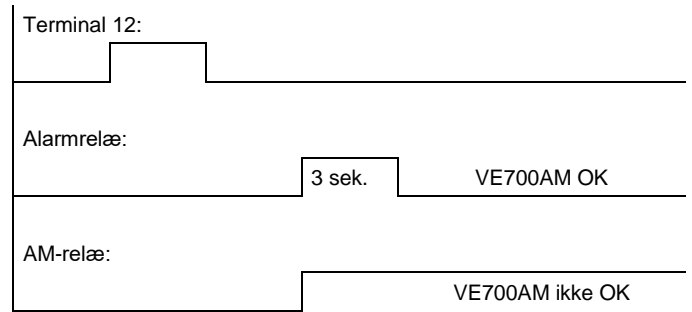 Terminal 12:
Alarmrelæ:
3 sek. VE700AM OK
AM-relæ:
VE700AM ikke OK